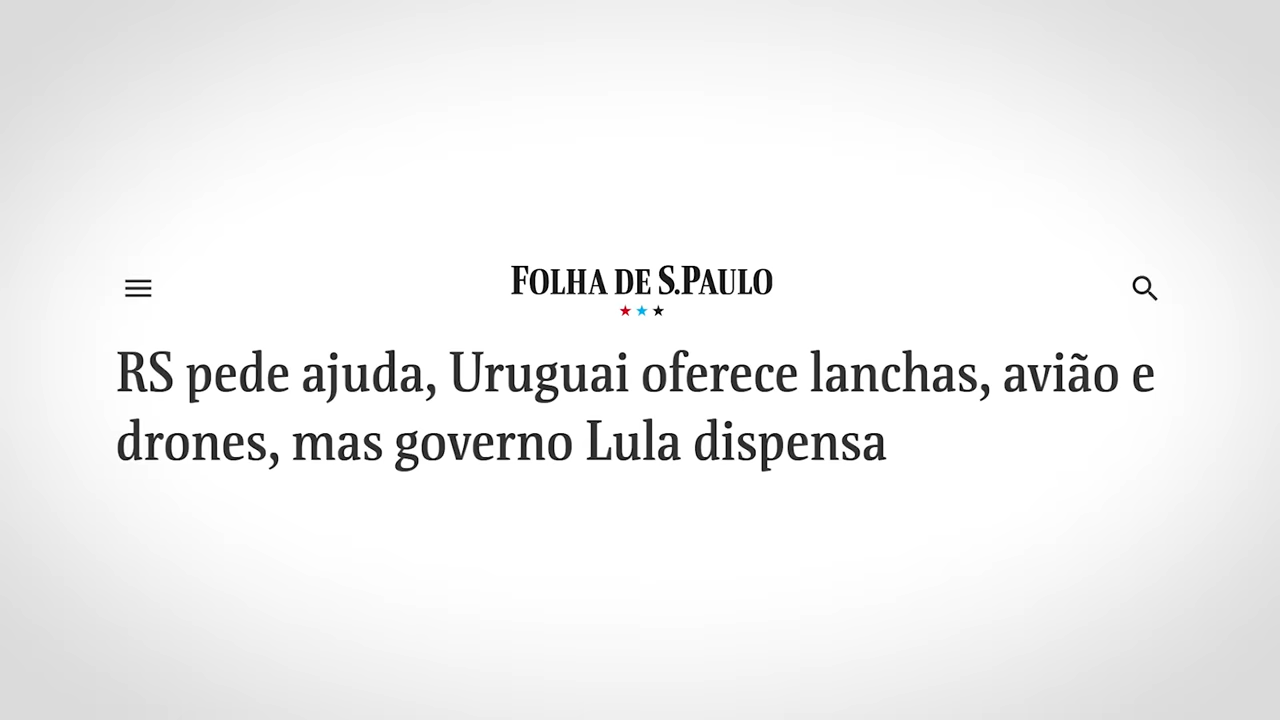 FOLHA DE S.PAULO
RS pede ajuda, Uruguai oferece lanchas, avião e
drones, mas governo Lula dispensa